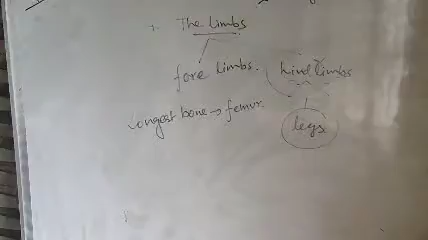 The Limbs
fore limbs. hind limbs
longest bone → femur.
legs